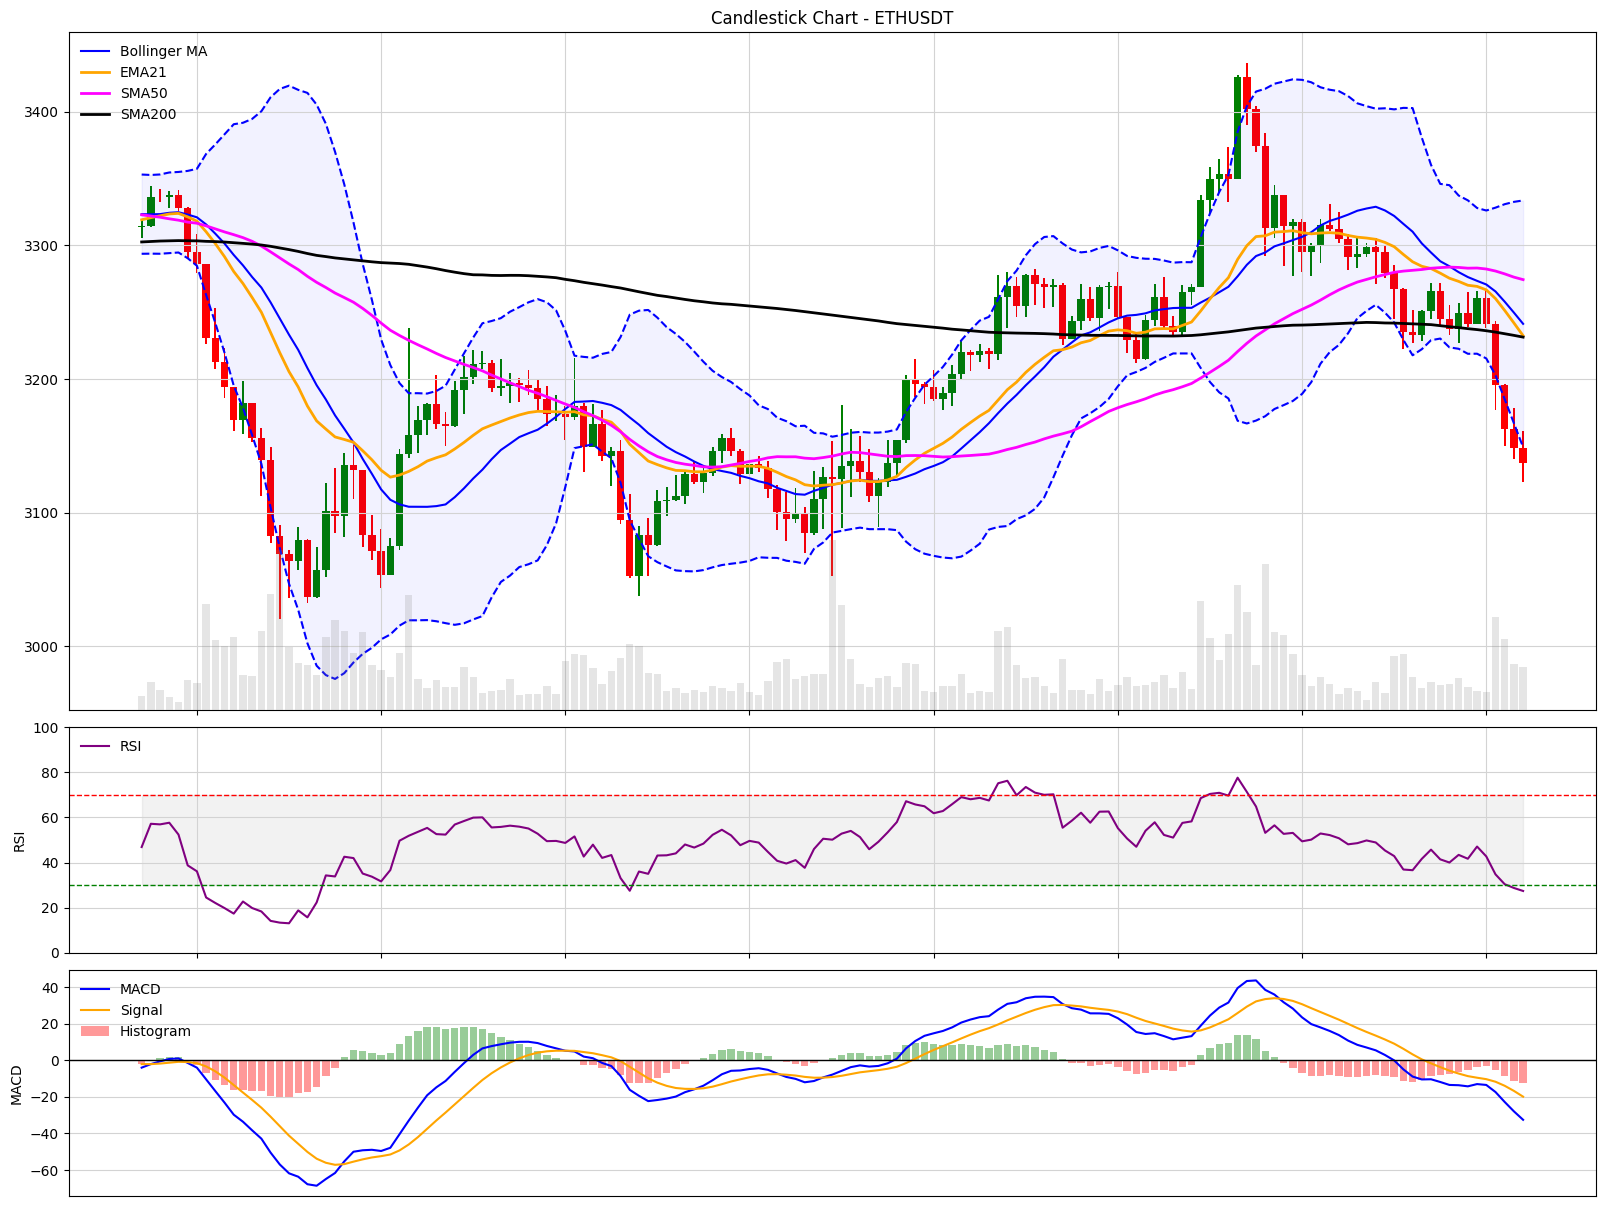 Candlestick Chart - ETHUSDT
Bollinger MA
EMA21
SMA50
SMA200
3400
3300
3200
3100
3000
RSI
100
80
60
40
20
0
RSI
MACD
Signal
Histogram
40
20
0
−20
−40
−60
MACD